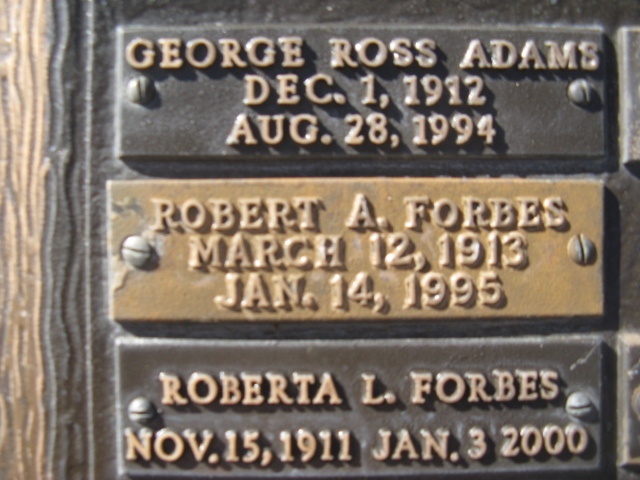 GEORGE ROSS ADAMS
DEC. 1, 1912
AUG. 28, 1994
ROBERT A. FORBES
MARCH 12, 1913
JAN. 14, 1995
ROBERTA L. FORBES
NOV. 15, 1911 JAN. 3 2000